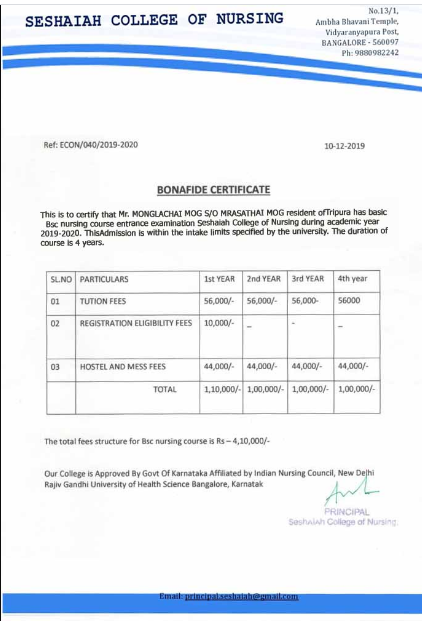 SESHAIAH COLLEGE OF NURSING
No.13/1,
Ambha Bhavani Temple,
Vidyaranyapura Post,
BANGALORE - 560097
Ph: 9880982242
Ref: ECON/040/2019-2020 10-12-2019
BONAFIDE CERTIFICATE
This is to certify that Mr. MONGLACHAI MOG S/O MRASATHAI MOG resident ofTripura has basic
Bsc nursing course entrance examination Seshaiah College of Nursing during academic year
2019-2020. ThisAdmission is within the intake limits specified by the university. The duration of
course is 4 years.
SL.NO PARTICULARS 1st YEAR 2nd YEAR 3rd YEAR 4th year
01 TUTION FEES 56,000/- 56,000/- 56,000- 56000
02 REGISTRATION ELIGIBILITY FEES 10,000/- _ - _
03 HOSTEL AND MESS FEES 44,000/- 44,000/- 44,000/- 44,000/-
TOTAL 1,10,000/- 1,00,000/- 1,00,000/- 1,00,000/-
The total fees structure for Bsc nursing course is Rs – 4,10,000/-
Our College is Approved By Govt Of Karnataka Affiliated by Indian Nursing Council, New Delhi
Rajiv Gandhi University of Health Science Bangalore, Karnatak
PRINCIPAL
Seshaiah College of Nursing.
Email: principal.seshaiah@gmail.com